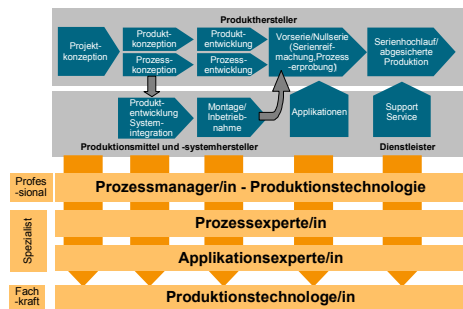 Produkthersteller
Projekt-
konzeption
Produkt-
konzeption
Prozess-
konzeption
Produkt-
entwicklung
Prozess-
entwicklung
Vorserie/Nullserie
(Serienreif-
machung,Prozess
-erprobung)
Serienhochlauf/
abgesicherte
Produktion
Produkt-
entwicklung
System-
integration
Montage/
Inbetrieb-
nahme
Applikationen
Support
Service
Produktionsmittel und -systemhersteller
Dienstleister
Profes
-sional
Prozessmanager/in - Produktionstechnologie
Spezialist
Prozessexperte/in
Applikationsexperte/in
Fach
-kraft
Produktionstechnologe/in